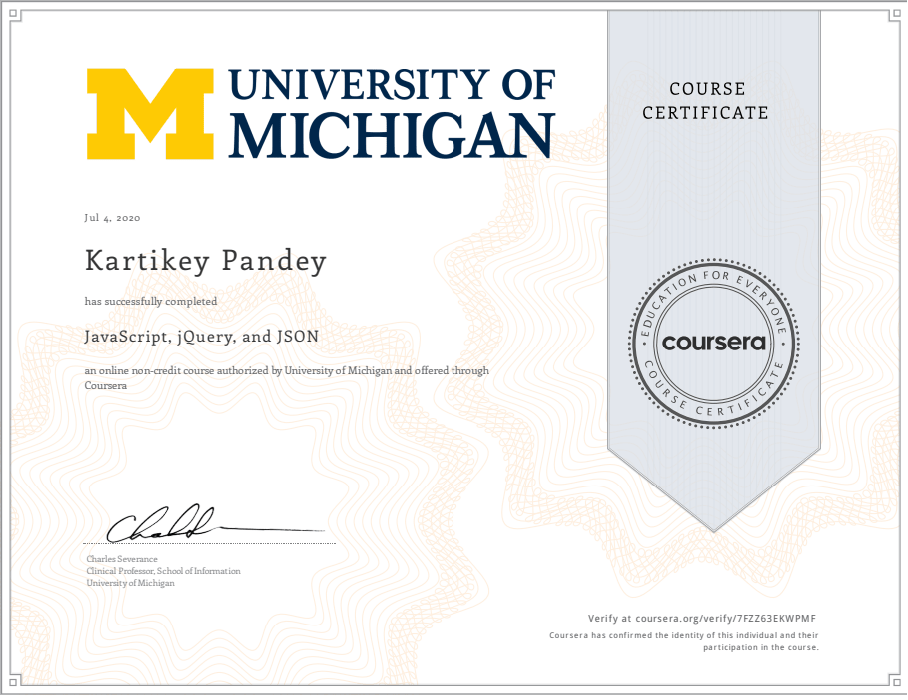 UNIVERSITY OF
MICHIGAN
COURSE
CERTIFICATE
Jul 4, 2020
Kartikey Pandey
has successfully completed
JavaScript, jQuery, and JSON
an online non-credit course authorized by University of Michigan and offered through
Coursera
EDUCATION FOR EVERYONE
coursera
COURSE CERTIFICATE
Charles Severance
Clinical Professor, School of Information
University of Michigan
Verify at coursera.org/verify/7FZZ63EKWPMF
Coursera has confirmed the identity of this individual and their
participation in the course.